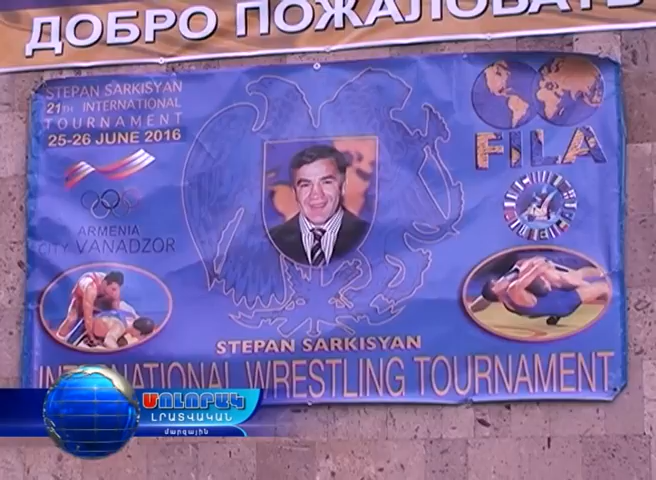 ДОБРО ПОЖАЛОВАТЬ
STEPAN SARKISYAN
21TH INTERNATIONAL
TOURNAMENT
25-26 JUNE 2016
ARMENIA
CITY VANADZOR
FILA
STEPAN SARKISYAN
INTERNATIONAL WRESTLING TOURNAMENT
ՄՈԼՈՐԱԿ
ԼՐԱՏՎԱԿԱՆ
մարզային